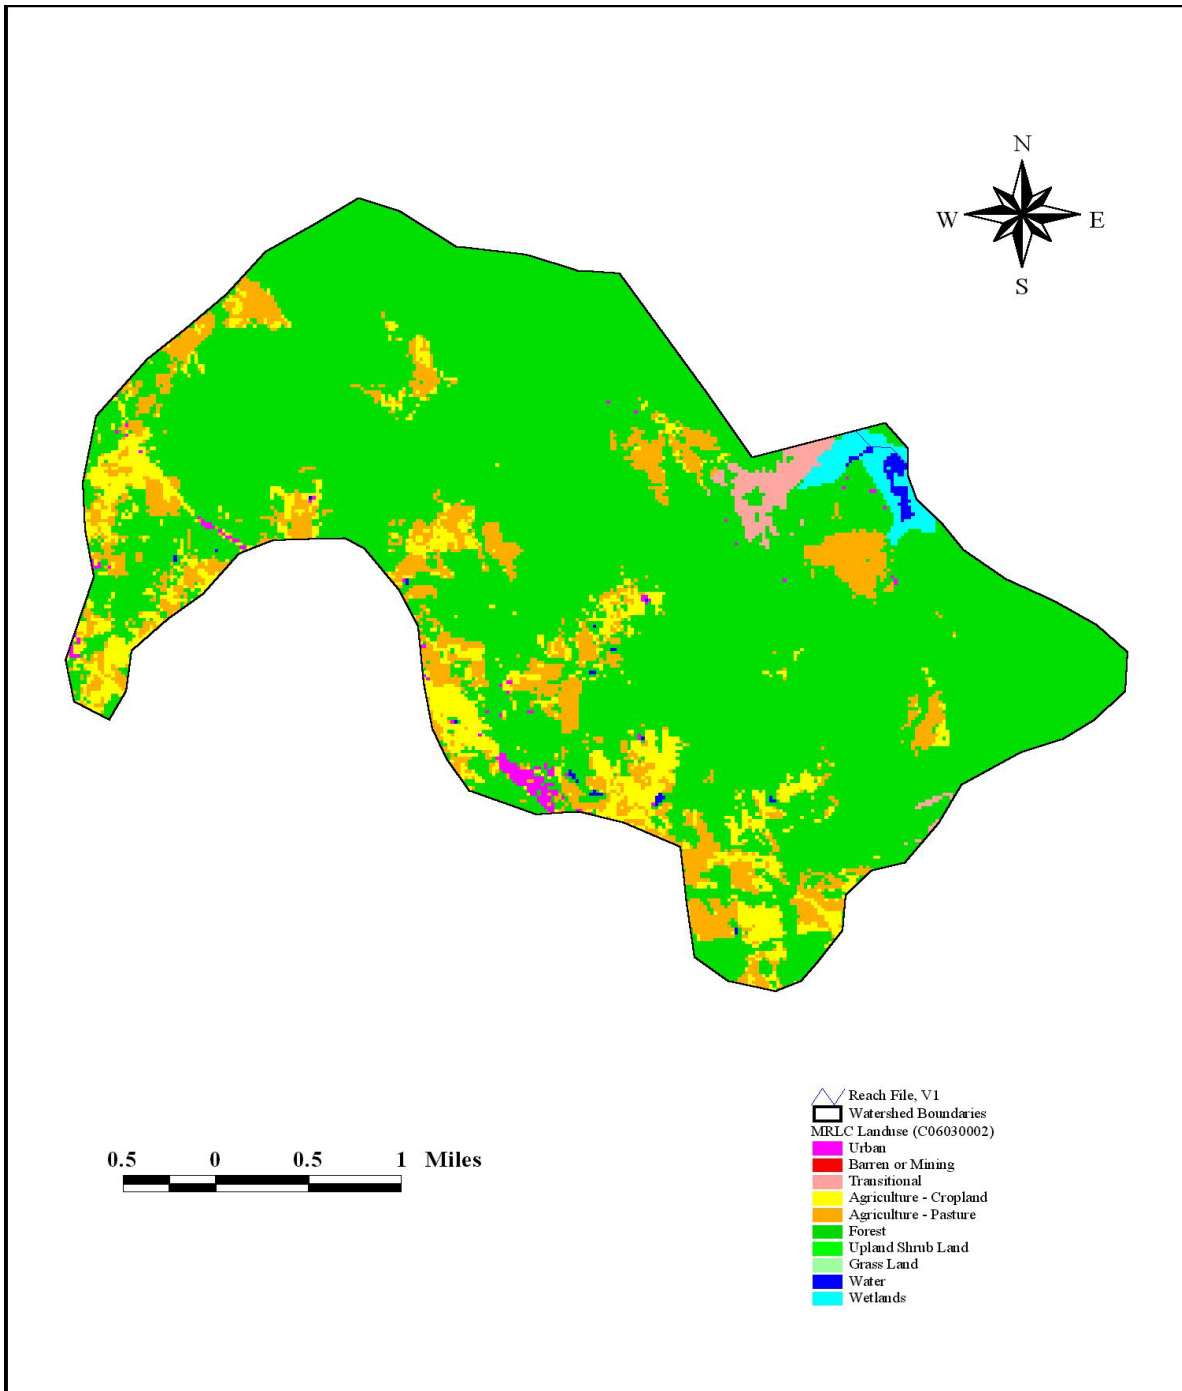 N
W E
S
0.5 0 0.5 1 Miles
Reach File, V1
Watershed Boundaries
MRLC Landuse (C06030002)
Urban
Barren or Mining
Transitional
Agriculture - Cropland
Agriculture - Pasture
Forest
Upland Shrub Land
Grass Land
Water
Wetlands